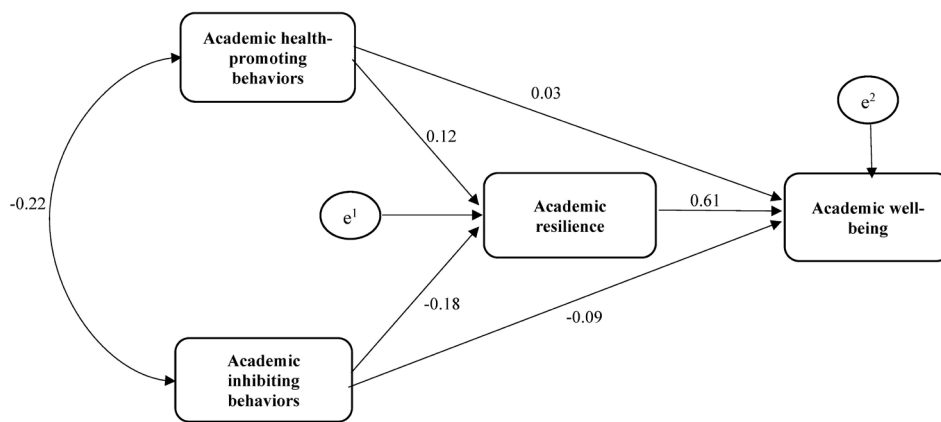 Academic health-
promoting
behaviors
0.03
e²
0.12
-0.22
e¹
Academic
resilience
0.61
Academic well-
being
-0.18
-0.09
Academic
inhibiting
behaviors